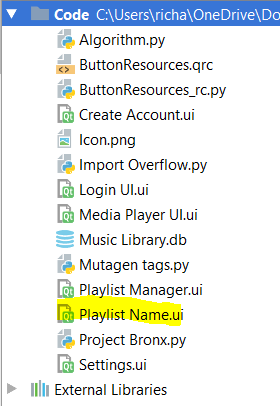 Code C:\Users\richa\OneDrive\Do
Algorithm.py
ButtonResources.qrc
ButtonResources_rc.py
Create Account.ui
Icon.png
Import Overflow.py
Login UI.ui
Media Player UI.ui
Music Library.db
Mutagen tags.py
Playlist Manager.ui
Playlist Name.ui
Project Bronx.py
Settings.ui
External Libraries